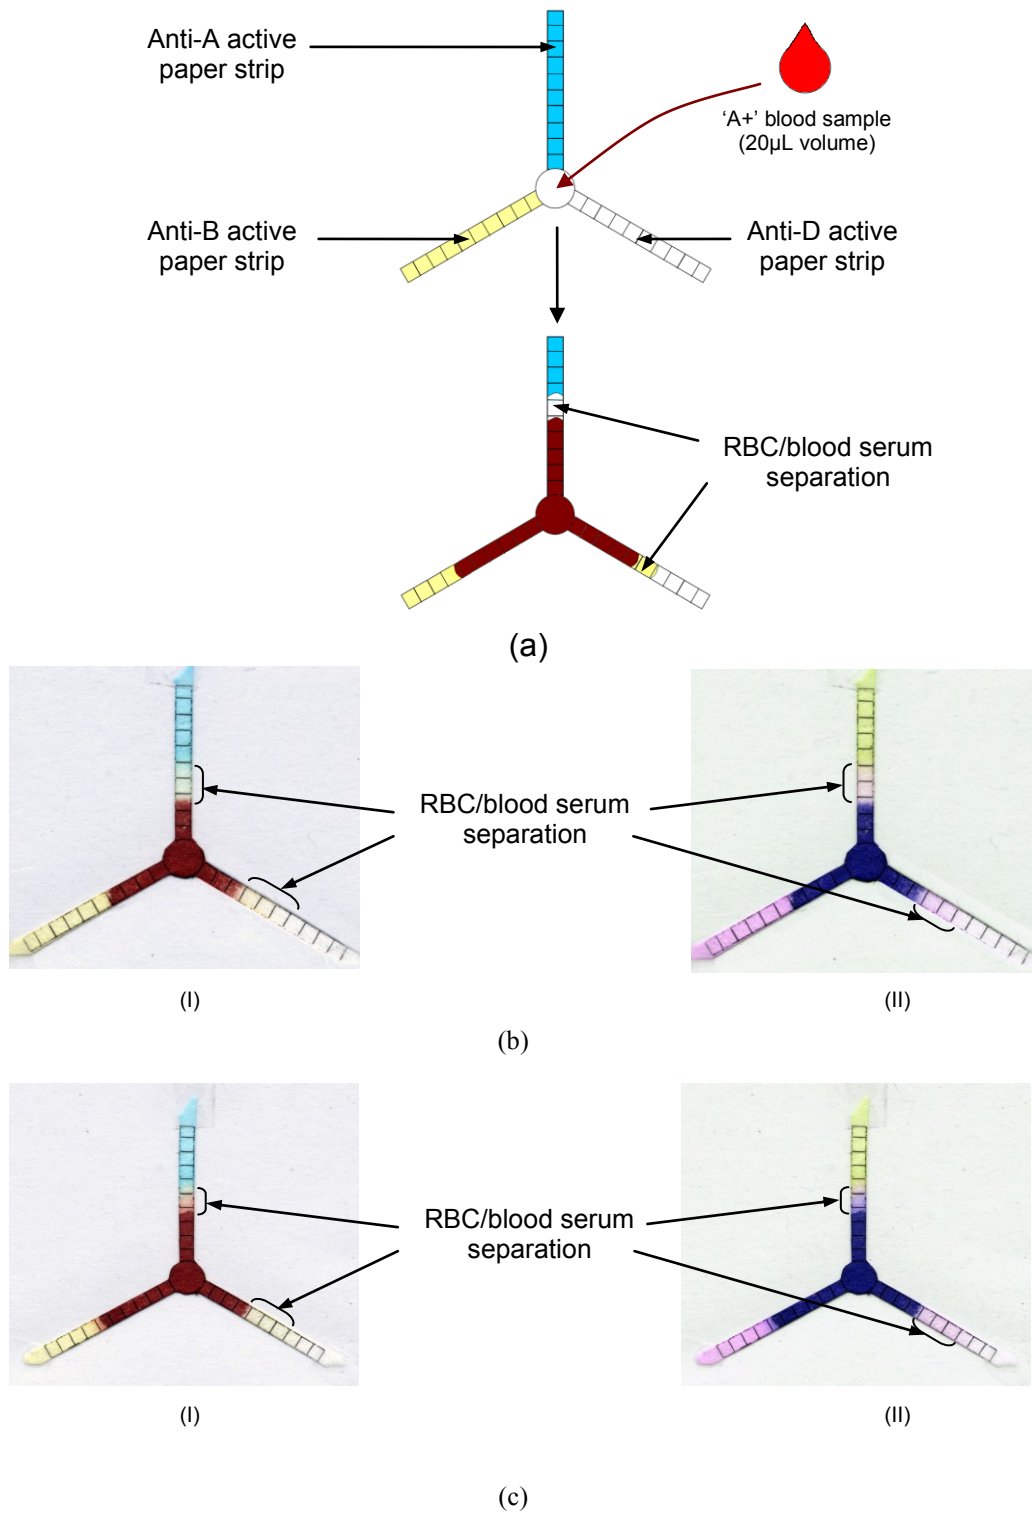 Anti-A active
paper strip
‘A+’ blood sample
(20µL volume)
Anti-B active
paper strip
Anti-D active
paper strip
RBC/blood serum
separation
(a)
RBC/blood serum
separation
(I)
(II)
(b)
RBC/blood serum
separation
(I)
(II)
(c)